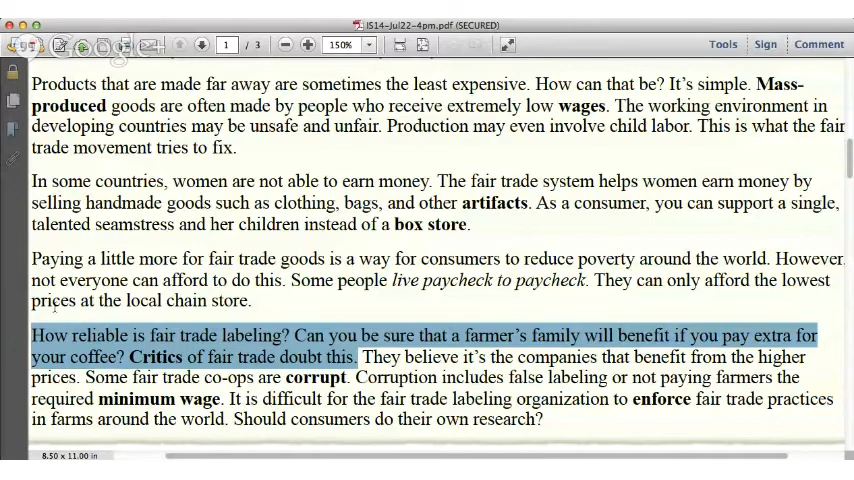 IS14-Jul22-4pm.pdf (SECURED)
Google+
1 / 3
150%
Tools Sign Comment
Products that are made far away are sometimes the least expensive. How can that be? It's simple. Mass-
produced goods are often made by people who receive extremely low wages. The working environment in
developing countries may be unsafe and unfair. Production may even involve child labor. This is what the fair
trade movement tries to fix.
In some countries, women are not able to earn money. The fair trade system helps women earn money by
selling handmade goods such as clothing, bags, and other artifacts. As a consumer, you can support a single,
talented seamstress and her children instead of a box store.
Paying a little more for fair trade goods is a way for consumers to reduce poverty around the world. However,
not everyone can afford to do this. Some people live paycheck to paycheck. They can only afford the lowest
prices at the local chain store.
How reliable is fair trade labeling? Can you be sure that a farmer's family will benefit if you pay extra for
your coffee? Critics of fair trade doubt this. They believe it's the companies that benefit from the higher
prices. Some fair trade co-ops are corrupt. Corruption includes false labeling or not paying farmers the
required minimum wage. It is difficult for the fair trade labeling organization to enforce fair trade practices
in farms around the world. Should consumers do their own research?
8.50 x 11.00 in